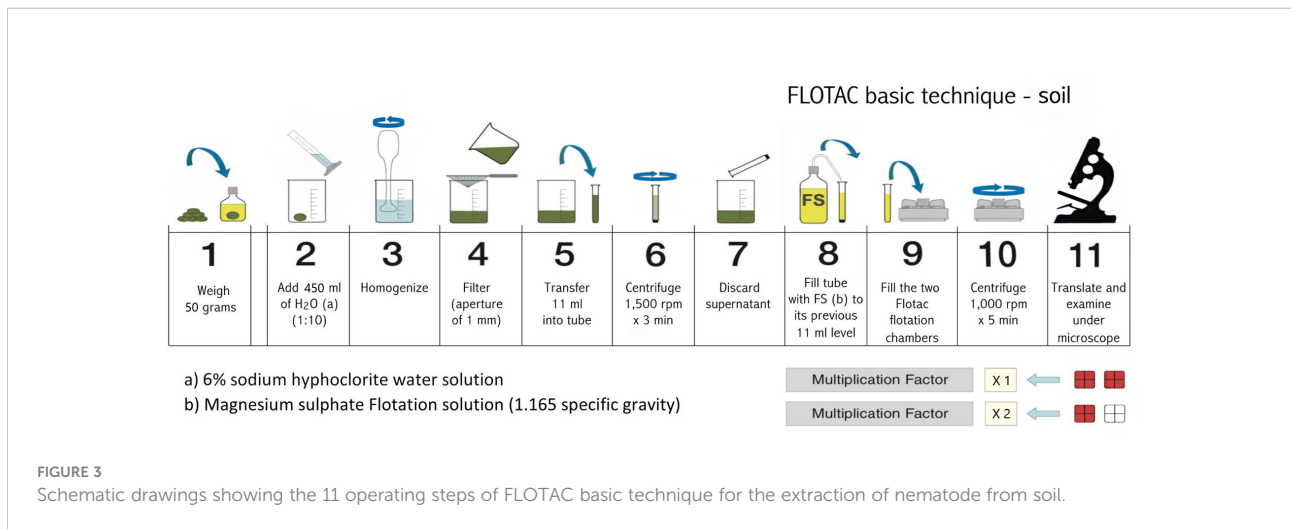 FLOTAC basic technique - soil
FS
1
Weigh
50 grams
2
Add 450 ml
of H₂O (a)
(1:10)
3
Homogenize
4
Filter
(aperture
of 1 mm)
5
Transfer
11 ml
into tube
6
Centrifuge
1,500 rpm
x 3 min
7
Discard
supernatant
8
Fill tube
with FS (b) to
its previous
11 ml level
9
Fill the two
Flotac
flotation
chambers
10
Centrifuge
1,000 rpm
x 5 min
11
Translate and
examine
under
microscope
a) 6% sodium hyphoclorite water solution
b) Magnesium sulphate Flotation solution (1.165 specific gravity)
Multiplication Factor X 1
Multiplication Factor X 2
FIGURE 3
Schematic drawings showing the 11 operating steps of FLOTAC basic technique for the extraction of nematode from soil.